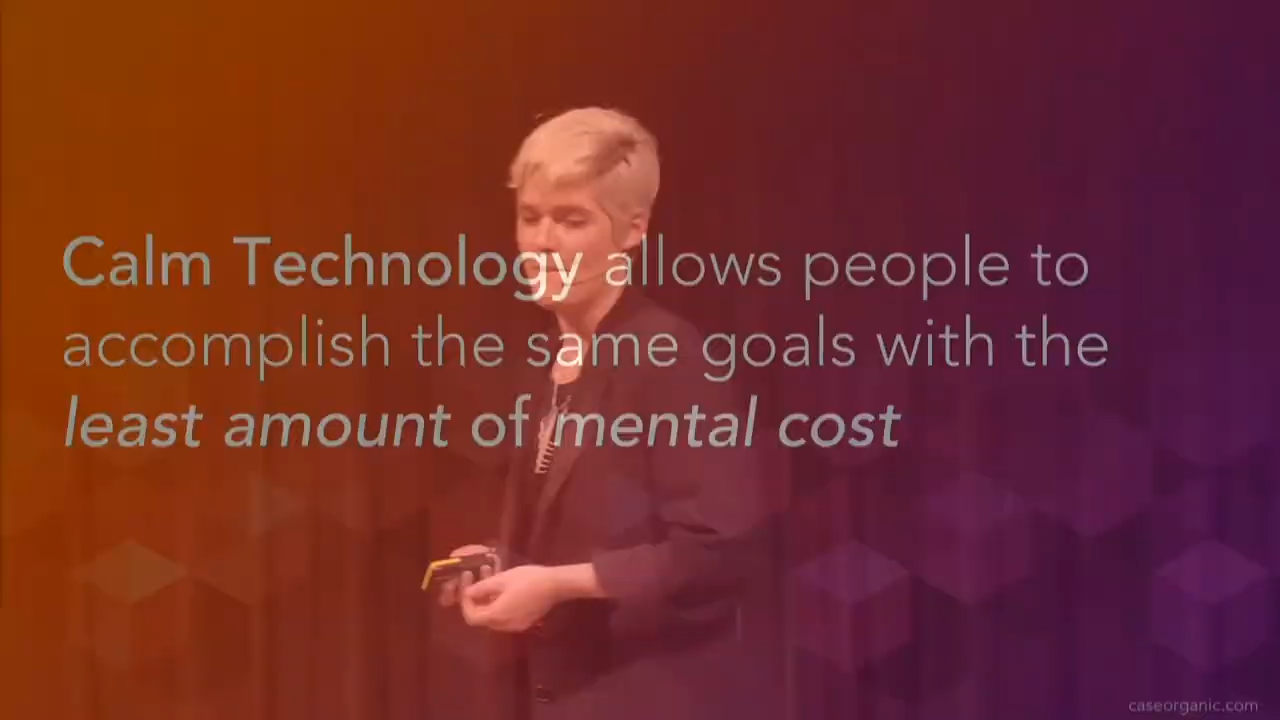 Calm Technology allows people to
accomplish the same goals with the
least amount of mental cost
caseorganic.com